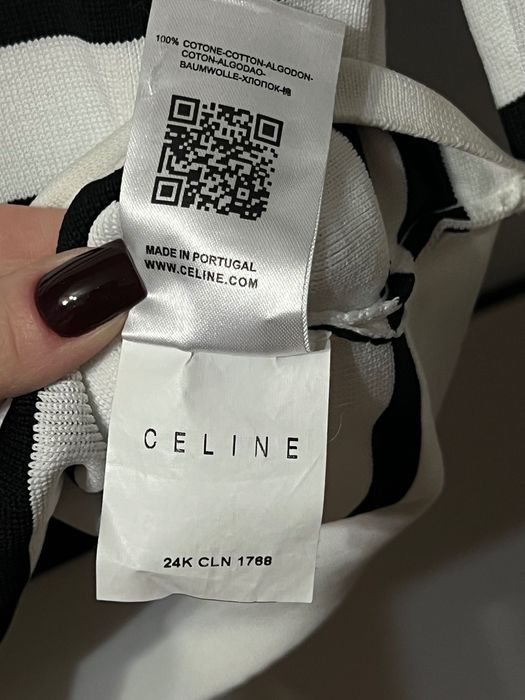 100% COTONE-COTTON-ALGODON-
COTON-ALGODAO-
BAUMWOLLE-ХЛОПОК-棉
MADE IN PORTUGAL
WWW.CELINE.COM
CELINE
24K CLN 1768